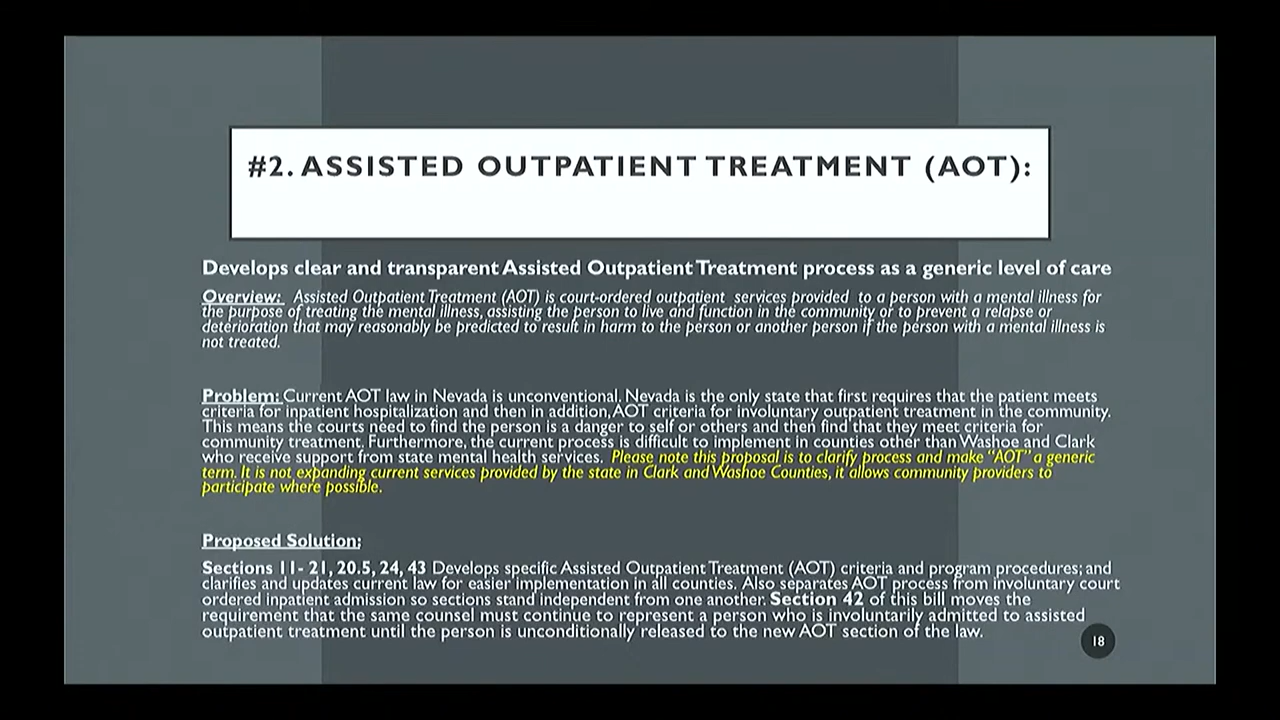 #2. ASSISTED OUTPATIENT TREATMENT (AOT):
Develops clear and transparent Assisted Outpatient Treatment process as a generic level of care
Overview: Assisted Outpatient Treatment (AOT) is court-ordered outpatient services provided to a person with a mental illness for
the purpose of treating the mental illness, assisting the person to live and function in the community or to prevent a relapse or
deterioration that may reasonably be predicted to result in harm to the person or another person if the person with a mental illness is
not treated.
Problem: Current AOT law in Nevada is unconventional. Nevada is the only state that first requires that the patient meets
criteria for inpatient hospitalization and then in addition, AOT criteria for involuntary outpatient treatment in the community.
This means the courts need to find the person is a danger to self or others and then find that they meet criteria for
community treatment. Furthermore, the current process is difficult to implement in counties other than Washoe and Clark
who receive support from state mental health services. Please note this proposal is to clarify process and make “AOT” a generic
term. It is not expanding current services provided by the state in Clark and Washoe Counties, it allows community providers to
participate where possible.
Proposed Solution:
Sections 11- 21, 20.5, 24, 43 Develops specific Assisted Outpatient Treatment (AOT) criteria and program procedures; and
clarifies and updates current law for easier implementation in all counties. Also separates AOT process from involuntary court
ordered inpatient admission so sections stand independent from one another. Section 42 of this bill moves the
requirement that the same counsel must continue to represent a person who is involuntarily admitted to assisted
outpatient treatment until the person is unconditionally released to the new AOT section of the law.
18